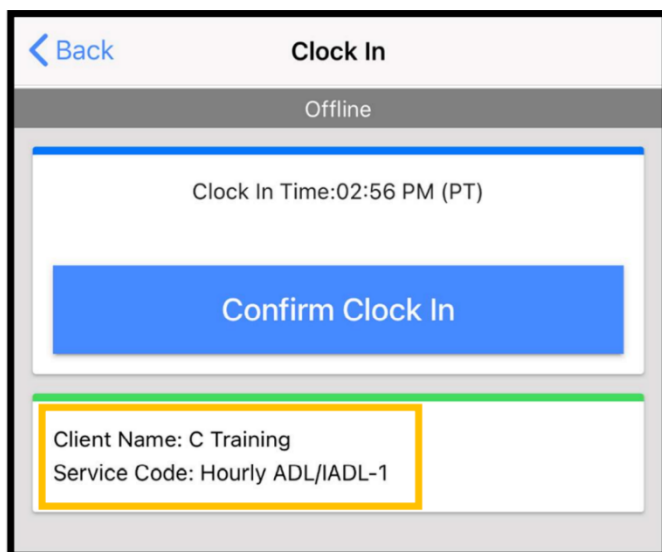 Back
Clock In
Offline
Clock In Time:02:56 PM (PT)
Confirm Clock In
Client Name: C Training
Service Code: Hourly ADL/IADL-1